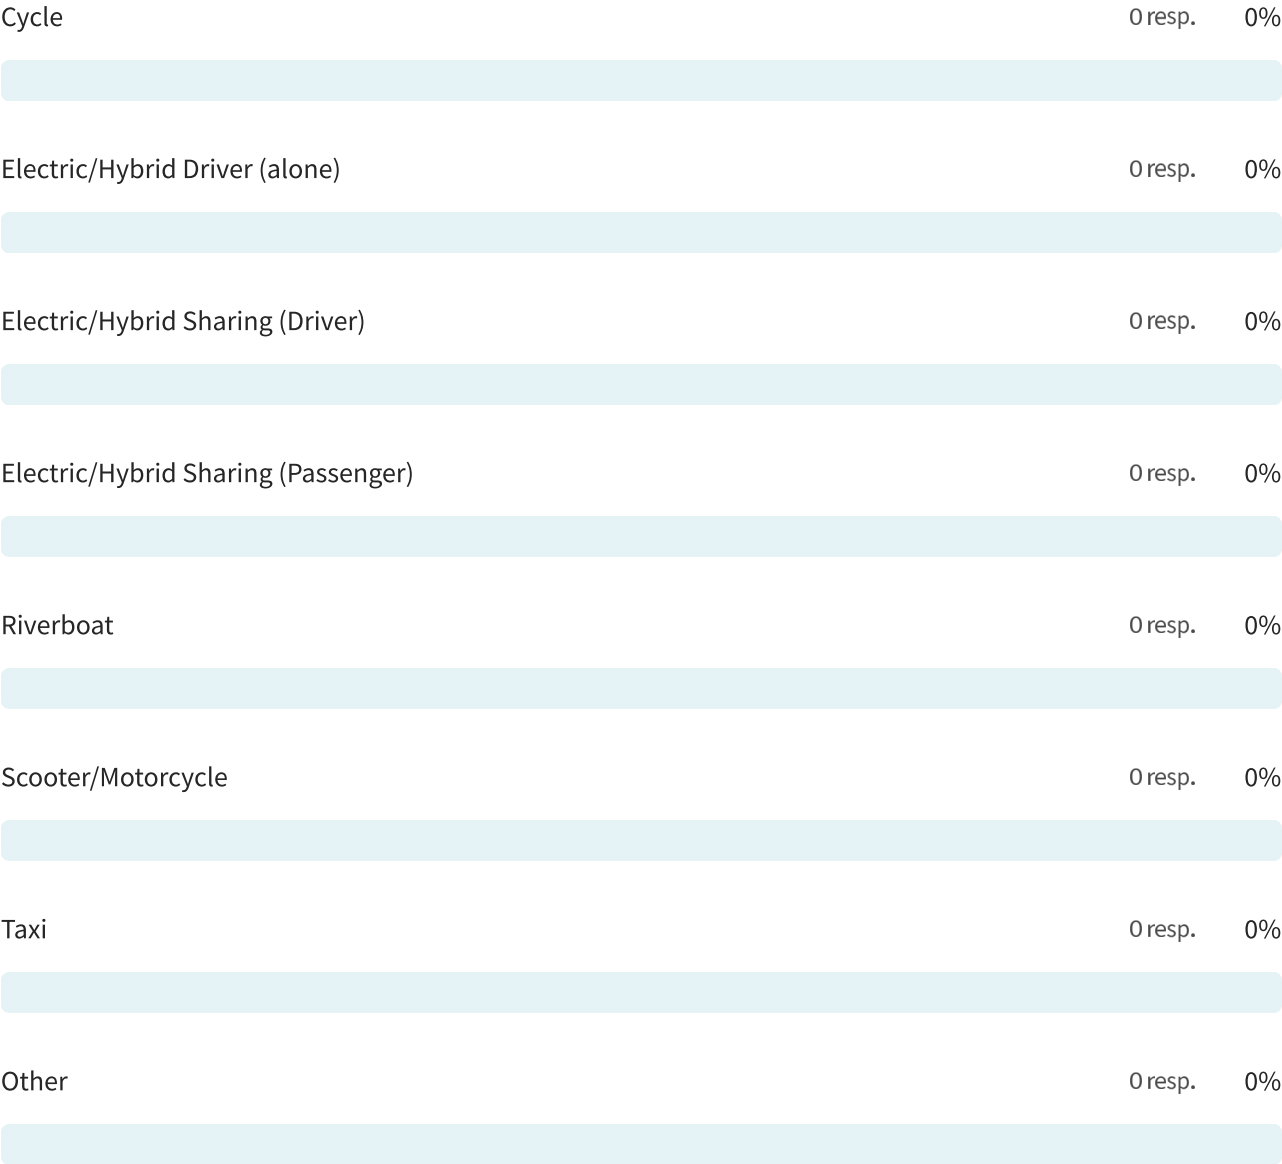 Cycle 0 resp. 0%
Electric/Hybrid Driver (alone) 0 resp. 0%
Electric/Hybrid Sharing (Driver) 0 resp. 0%
Electric/Hybrid Sharing (Passenger) 0 resp. 0%
Riverboat 0 resp. 0%
Scooter/Motorcycle 0 resp. 0%
Taxi 0 resp. 0%
Other 0 resp. 0%